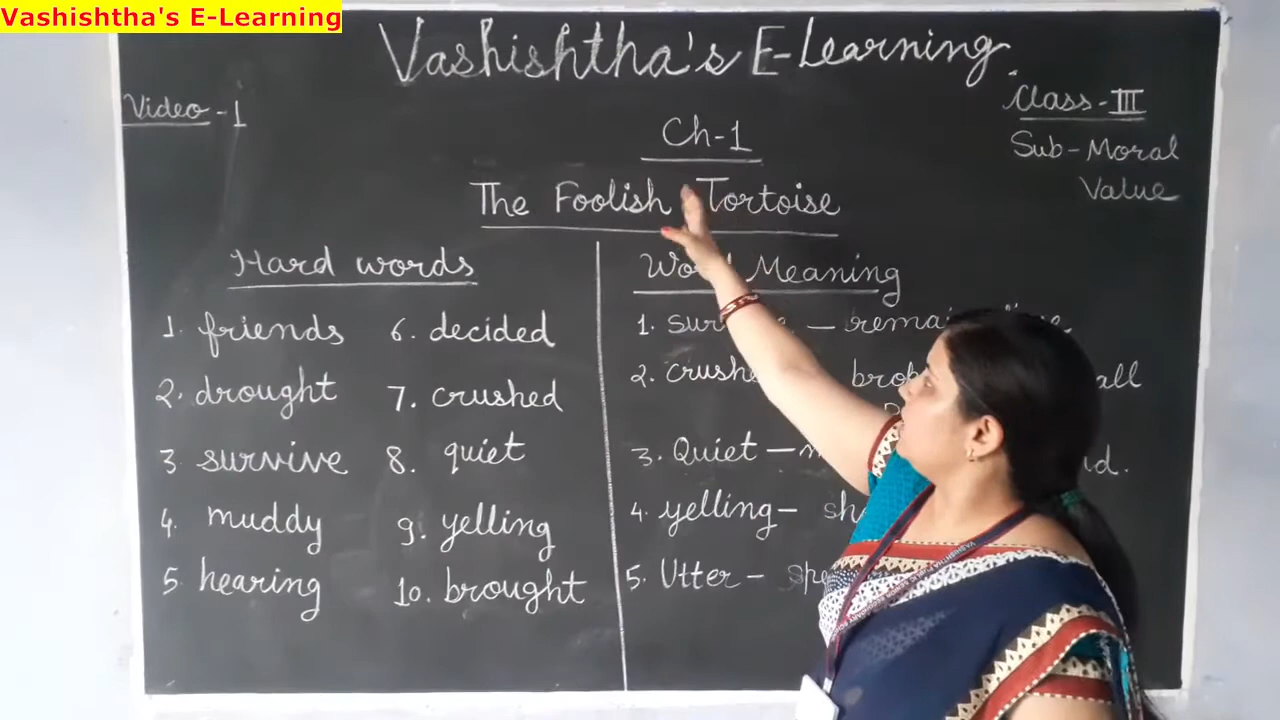 Vashishtha's E-Learning
Vashishtha's E-Learning
Video-1
Class-III
Sub-Moral
Value
Ch-1
The Foolish Tortoise
Hard words
1. friends
2. drought
3. survive
4. muddy
5. hearing
6. decided
7. crushed
8. quiet
9. yelling
10. brought
Meaning
1. —
2.
all
3. Quiet —
4. yelling —
5. Utter —